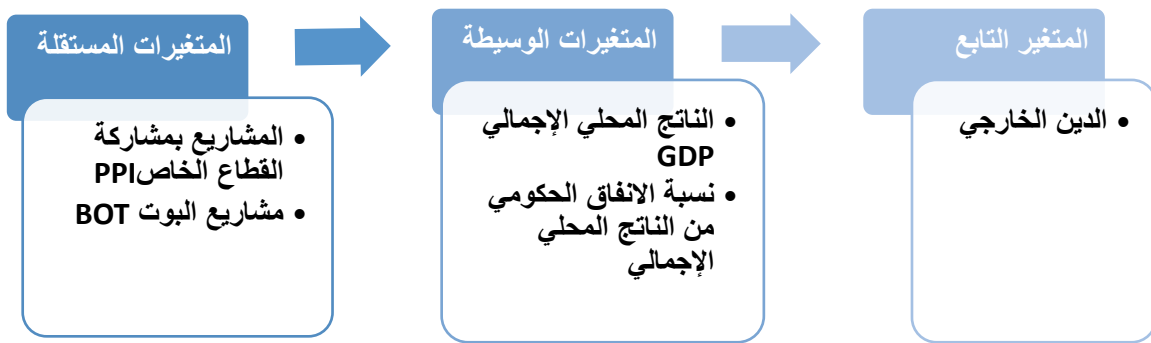 المتغيرات المستقلة
• المشاريع بمشاركة
القطاع الخاصPPI
• مشاريع البوت BOT
المتغيرات الوسيطة
• الناتج المحلي الإجمالي
GDP
• نسبة الانفاق الحكومي
من الناتج المحلي
الإجمالي
المتغير التابع
• الدين الخارجي